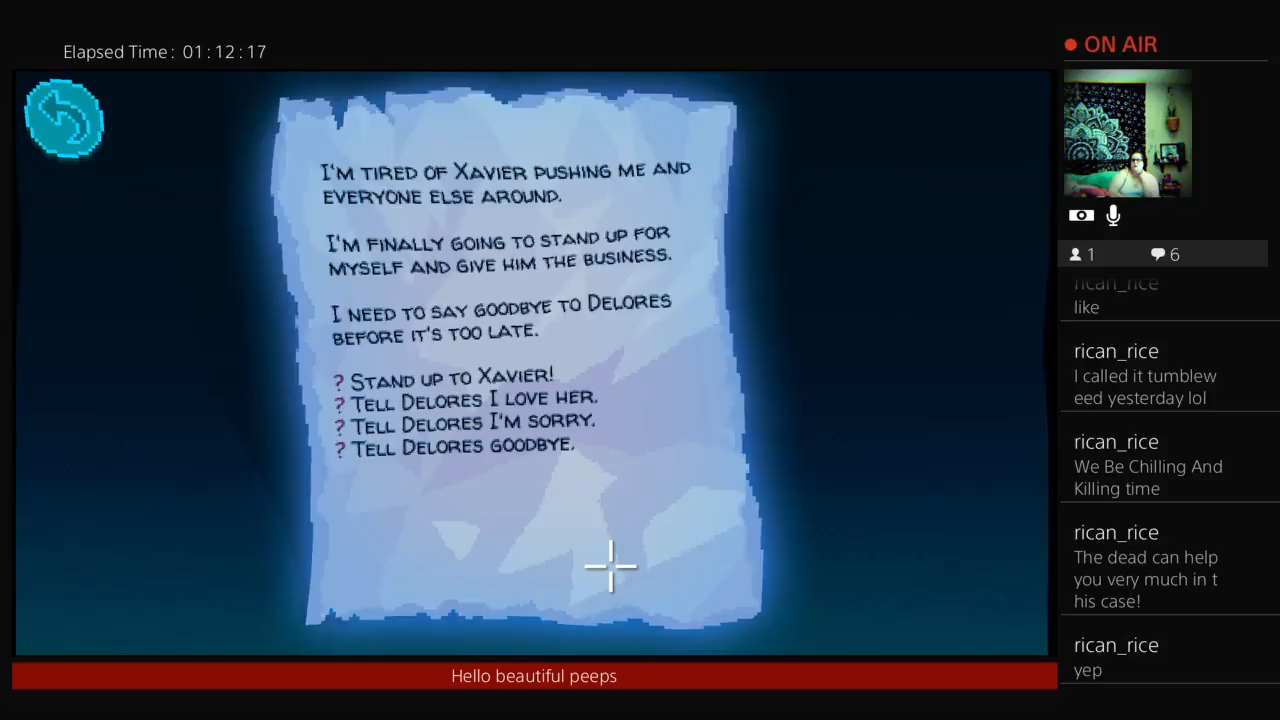 Elapsed Time: 01:12:17
ON AIR
I'M TIRED OF XAVIER PUSHING ME AND
EVERYONE ELSE AROUND.
I'M FINALLY GOING TO STAND UP FOR
MYSELF AND GIVE HIM THE BUSINESS.
I NEED TO SAY GOODBYE TO DELORES
BEFORE IT'S TOO LATE.
? STAND UP TO XAVIER!
? TELL DELORES I LOVE HER.
? TELL DELORES I'M SORRY.
? TELL DELORES GOODBYE.
1 6
rican_rice
like
rican_rice
I called it tumblew
eed yesterday lol
rican_rice
We Be Chilling And
Killing time
rican_rice
The dead can help
you very much in t
his case!
rican_rice
yep
Hello beautiful peeps